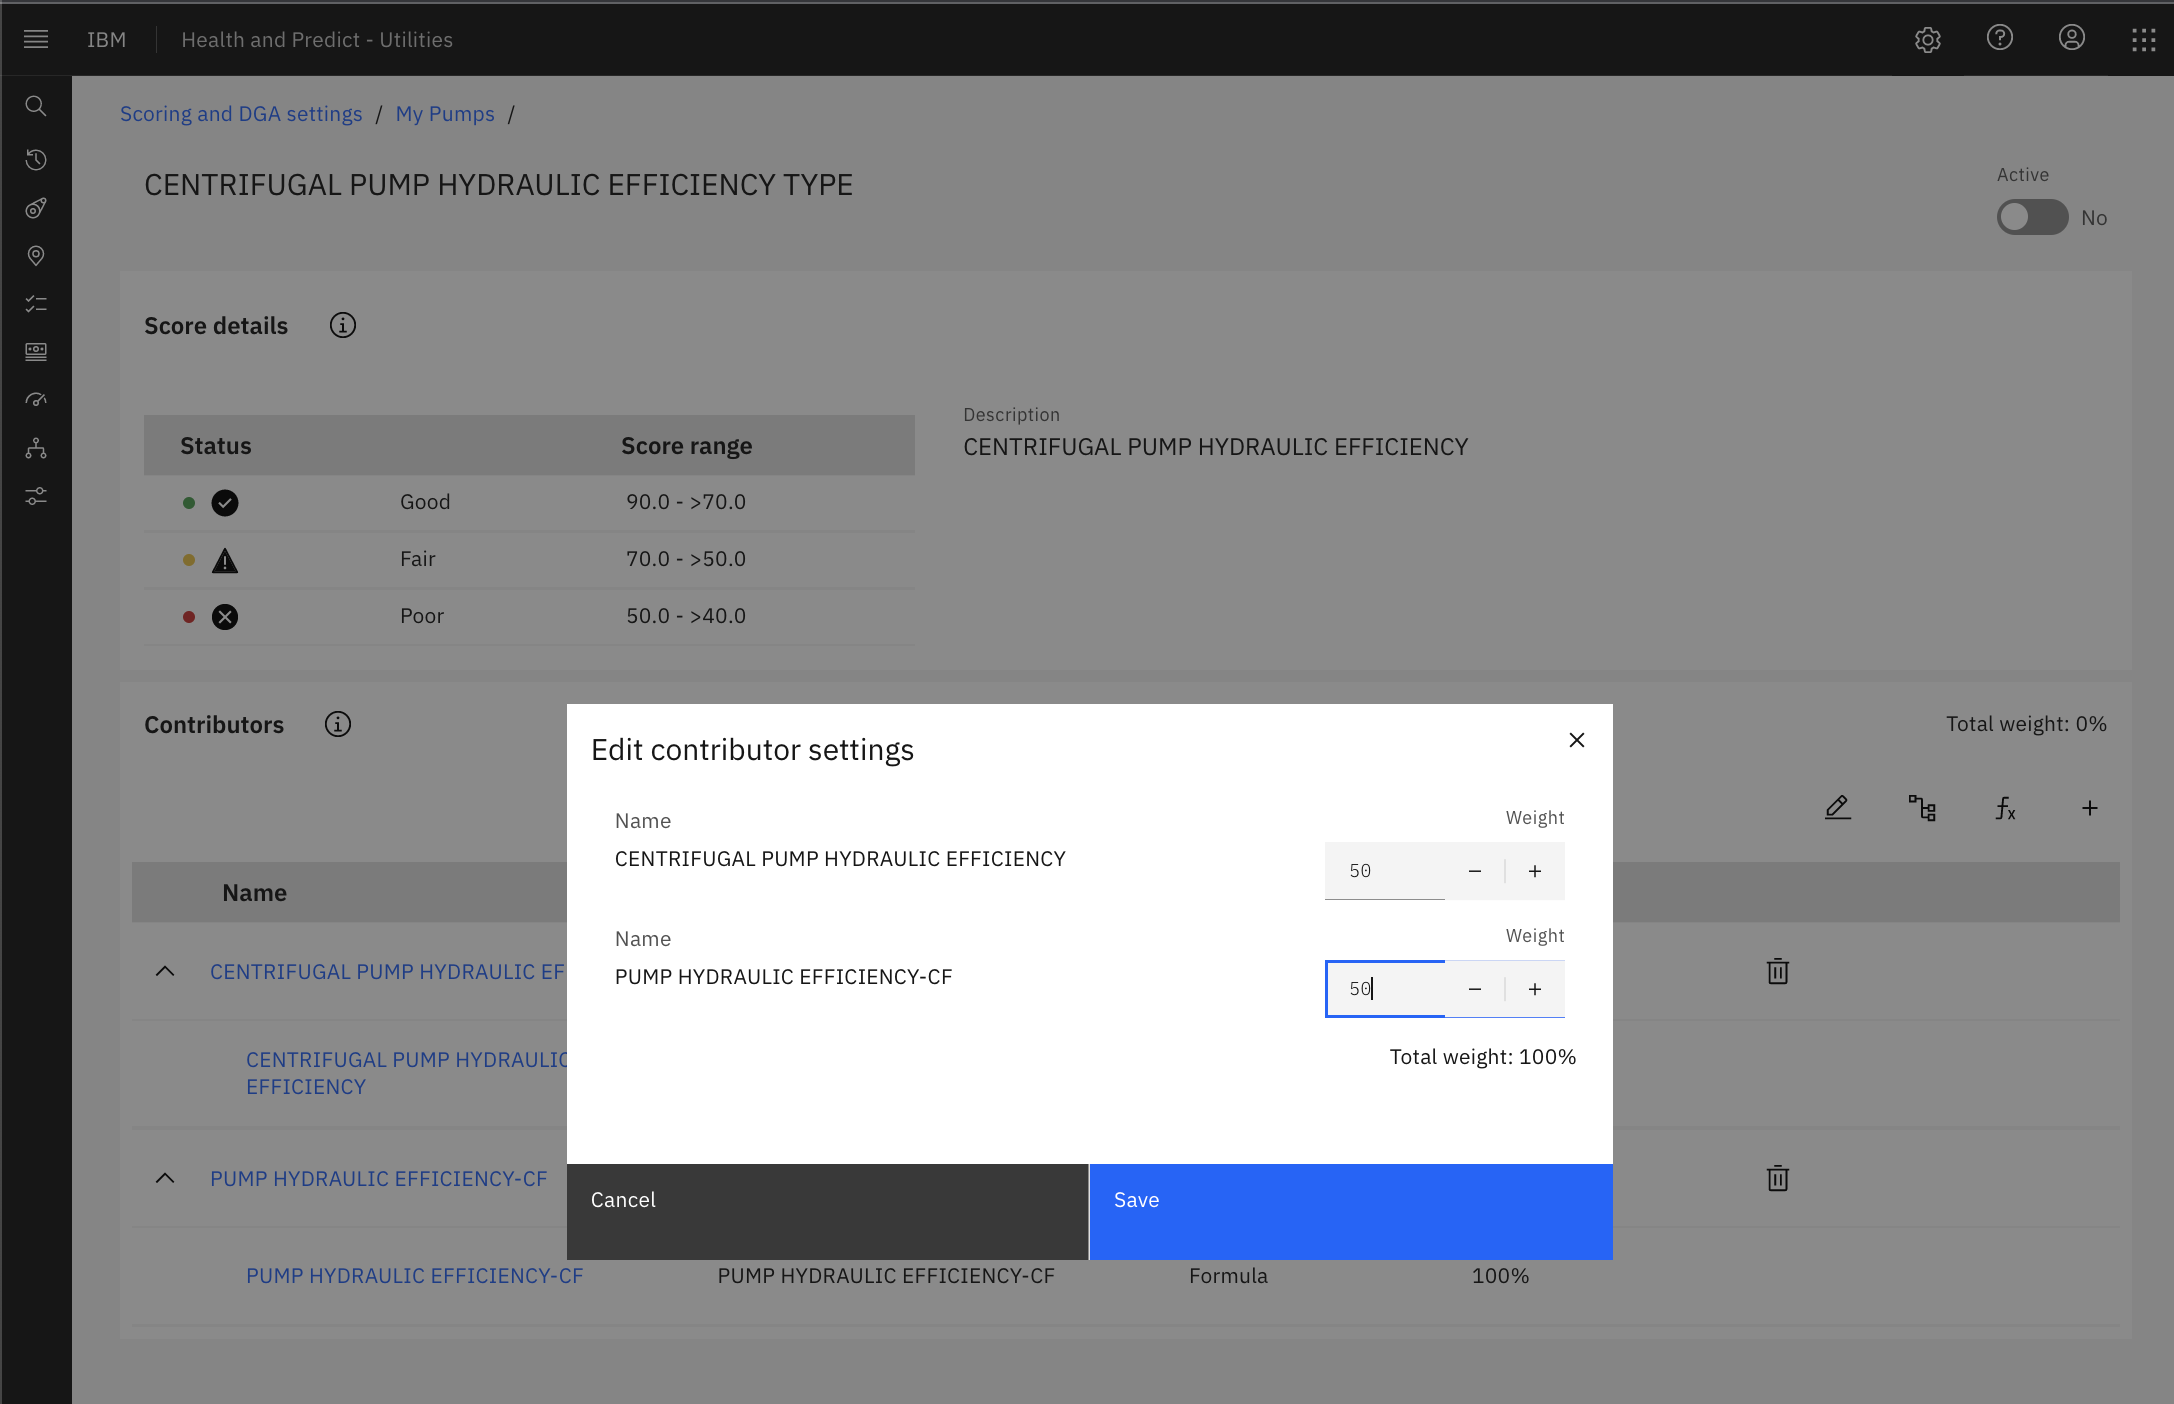 IBM Health and Predict - Utilities
Scoring and DGA settings / My Pumps /
CENTRIFUGAL PUMP HYDRAULIC EFFICIENCY TYPE
Active
No
Score details
Status Score range
Good 90.0 - >70.0
Fair 70.0 - >50.0
Poor 50.0 - >40.0
Description
CENTRIFUGAL PUMP HYDRAULIC EFFICIENCY
Contributors
Total weight: 0%
Name
CENTRIFUGAL PUMP HYDRAULIC EF
CENTRIFUGAL PUMP HYDRAULIC
EFFICIENCY
PUMP HYDRAULIC EFFICIENCY-CF
PUMP HYDRAULIC EFFICIENCY-CF PUMP HYDRAULIC EFFICIENCY-CF Formula 100%
Edit contributor settings
Name Weight
CENTRIFUGAL PUMP HYDRAULIC EFFICIENCY 50
Name Weight
PUMP HYDRAULIC EFFICIENCY-CF 50
Total weight: 100%
Cancel Save